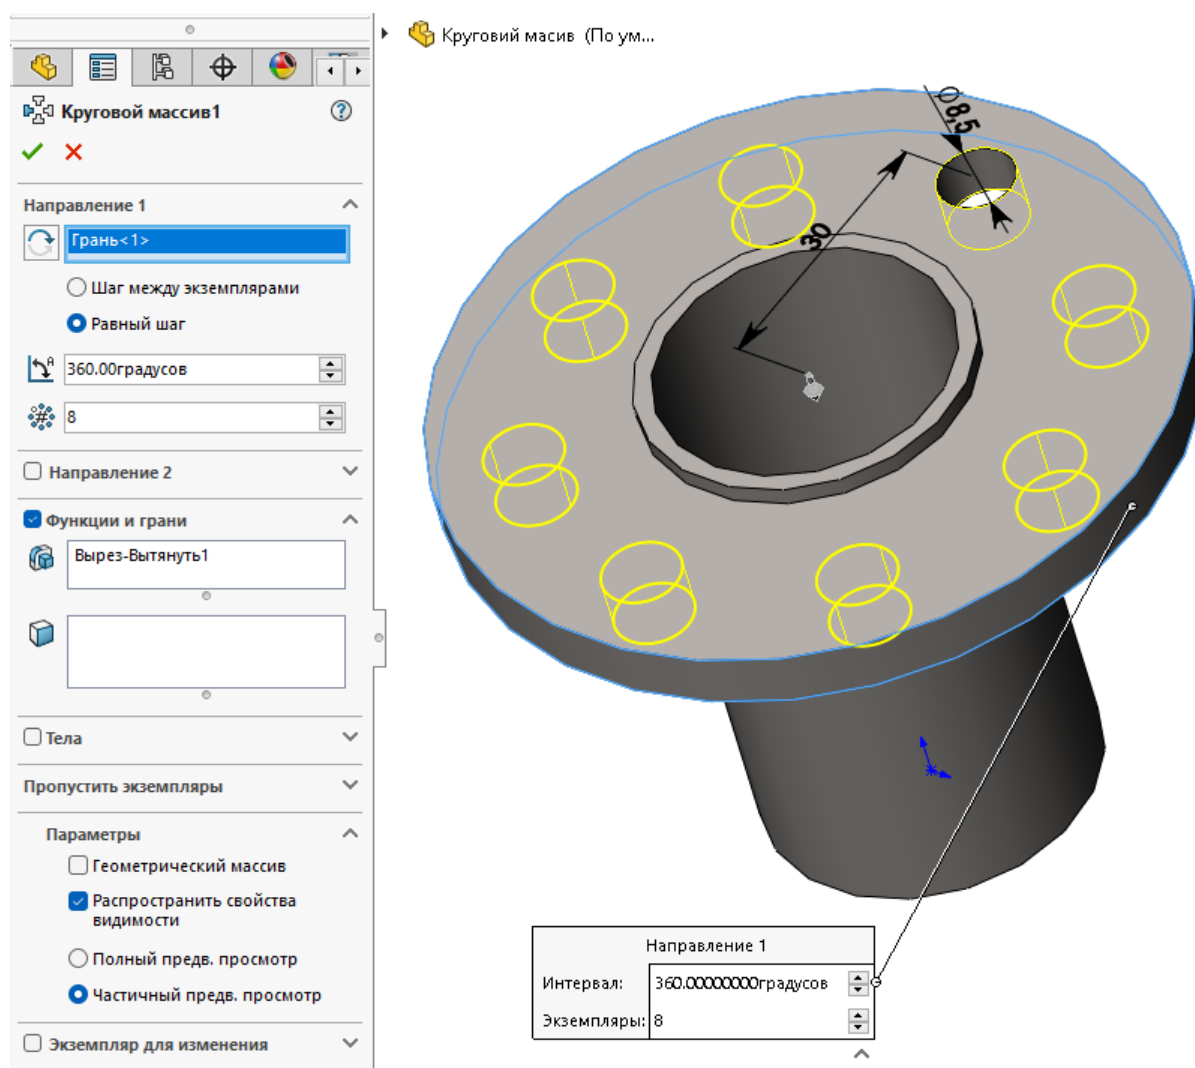 Круговий масив (По ум...
Круговой массив1
Направление 1
Грань<1>
Шаг между экземплярами
Равный шаг
360.00градусов
8
Направление 2
Функции и грани
Вырез-Вытянуть1
Тела
Пропустить экземпляры
Параметры
Геометрический массив
Распространить свойства
видимости
Полный предв. просмотр
Частичный предв. просмотр
Экземпляр для изменения
Ø8,5
30
Направление 1
Интервал: 360.00000000градусов
Экземпляры: 8